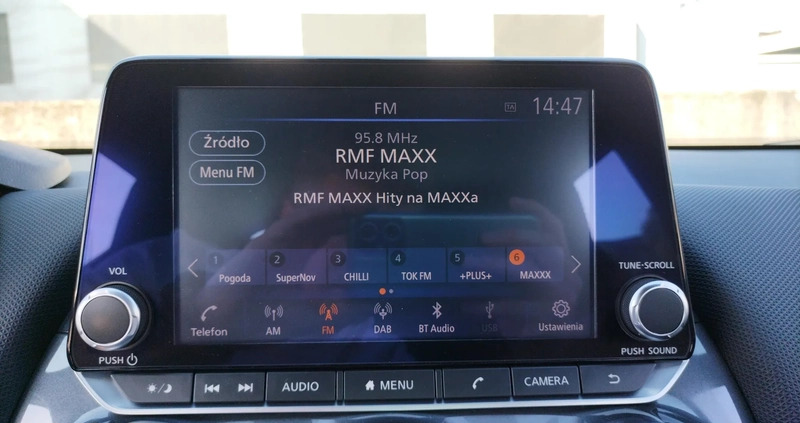 FM
TA
14:47
Źródło
Menu FM
95.8 MHz
RMF MAXX
Muzyka Pop
RMF MAXX Hity na MAXXa
1 Pogoda
2 SuperNov
3 CHILLI
4 TOK FM
5 +PLUS+
6 MAXXX
Telefon
AM
FM
DAB
BT Audio
USB
Ustawienia
VOL
PUSH
TUNE·SCROLL
PUSH SOUND
AUDIO
MENU
CAMERA